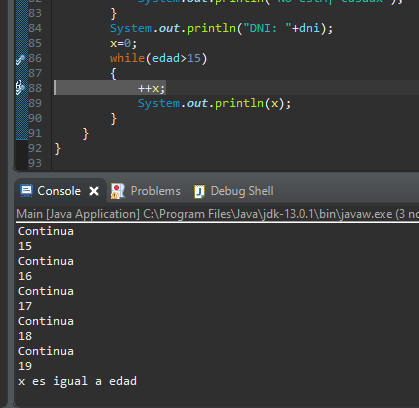 83 }
84 System.out.println("DNI: "+dni);
85 x=0;
86 while(edad>15)
87 {
88 ++x;
89 System.out.println(x);
90 }
91 }
92 }
93
Console Problems Debug Shell
Main [Java Application] C:\Program Files\Java\jdk-13.0.1\bin\javaw.exe (3 no
Continua
15
Continua
16
Continua
17
Continua
18
Continua
19
x es igual a edad